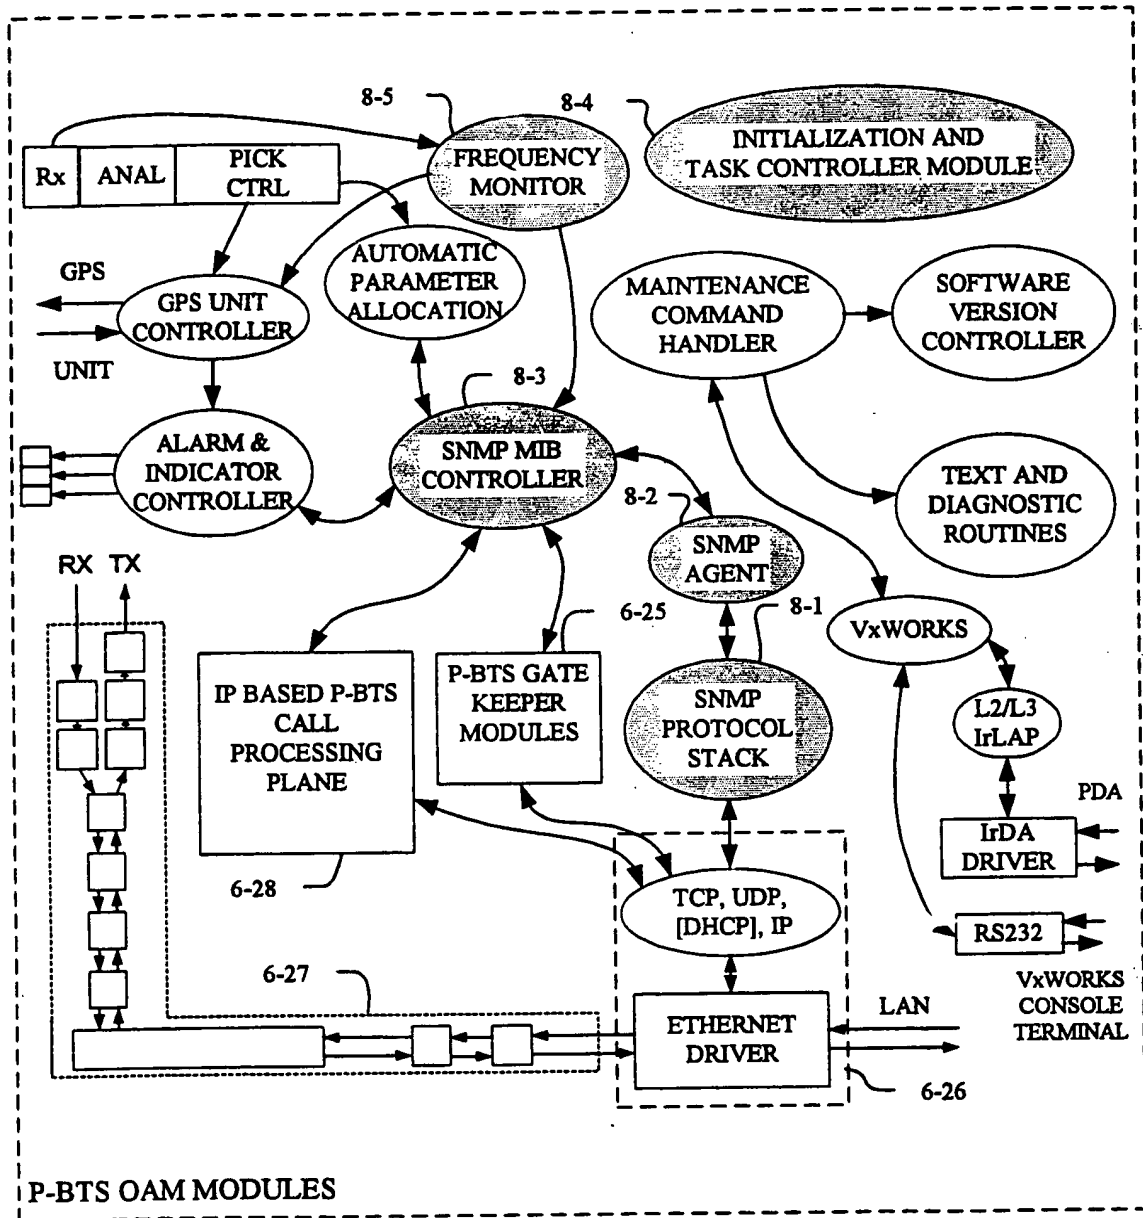 8-5
8-4
Rx
ANAL
PICK
CTRL
FREQUENCY
MONITOR
INITIALIZATION AND
TASK CONTROLLER MODULE
GPS
UNIT
GPS UNIT
CONTROLLER
AUTOMATIC
PARAMETER
ALLOCATION
MAINTENANCE
COMMAND
HANDLER
SOFTWARE
VERSION
CONTROLLER
8-3
ALARM &
INDICATOR
CONTROLLER
SNMP MIB
CONTROLLER
8-2
SNMP
AGENT
TEXT AND
DIAGNOSTIC
ROUTINES
RX
TX
6-25
8-1
VxWORKS
IP BASED P-BTS
CALL
PROCESSING
PLANE
P-BTS GATE
KEEPER
MODULES
SNMP
PROTOCOL
STACK
L2/L3
IrLAP
PDA
IrDA
DRIVER
6-28
TCP, UDP,
[DHCP], IP
RS232
6-27
VxWORKS
CONSOLE
TERMINAL
ETHERNET
DRIVER
LAN
6-26
P-BTS OAM MODULES